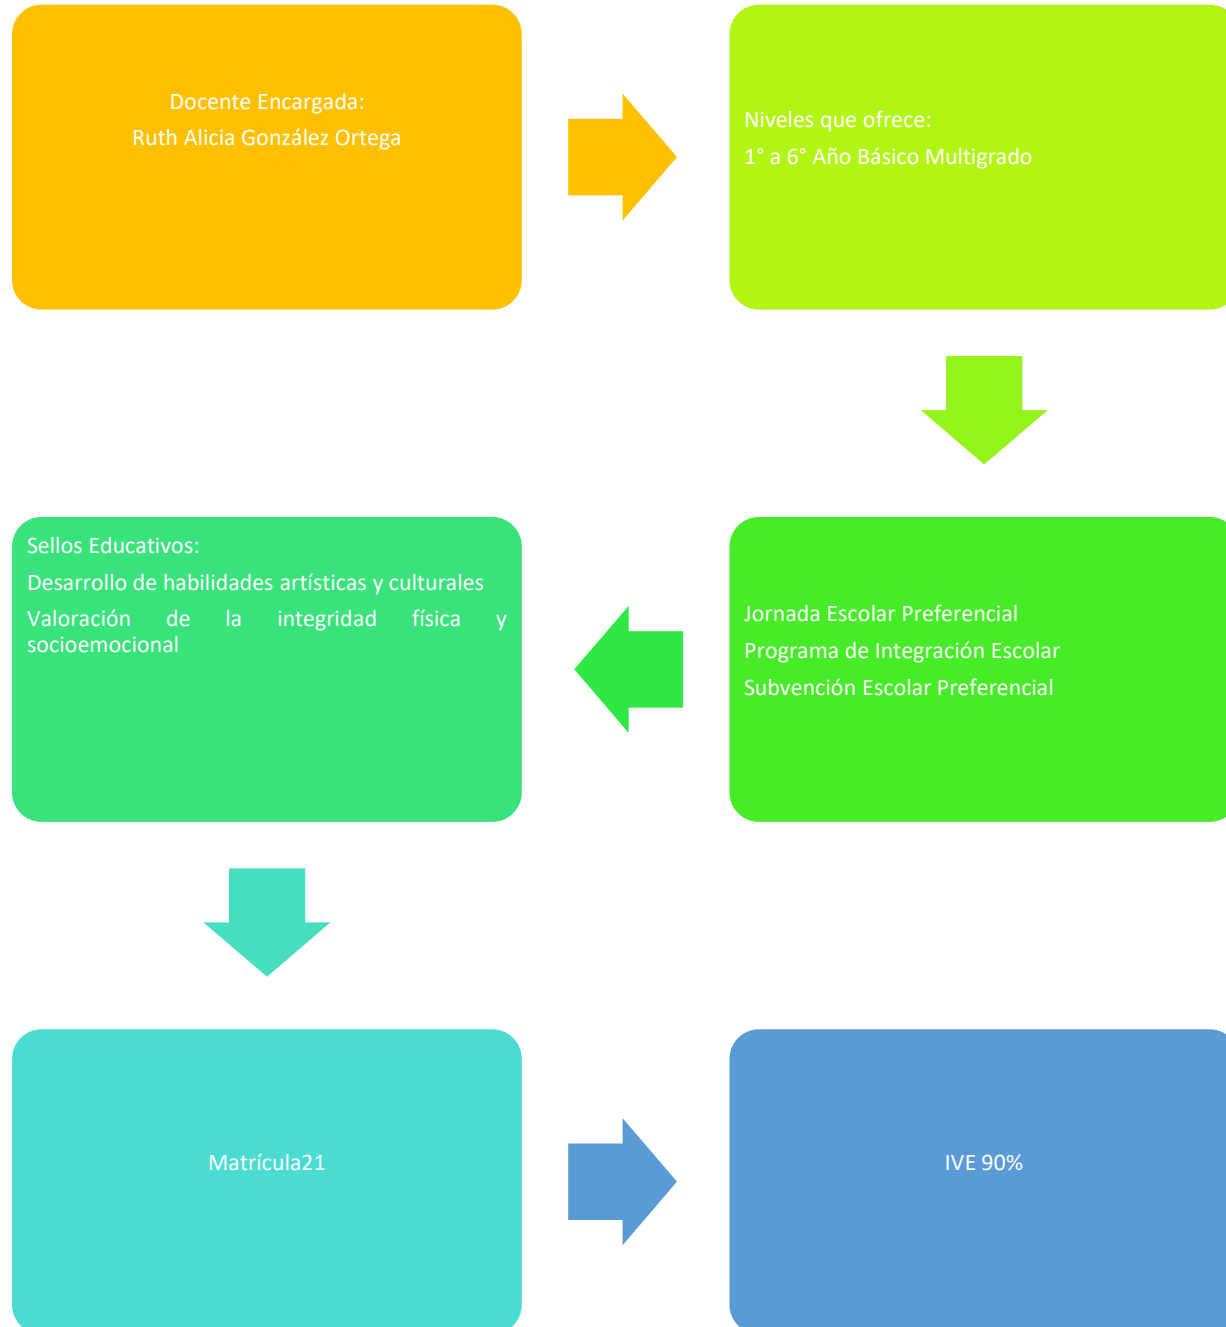 Docente Encargada:
Ruth Alicia González Ortega
Niveles que ofrece:
1° a 6° Año Básico Multigrado
Jornada Escolar Preferencial
Programa de Integración Escolar
Subvención Escolar Preferencial
Sellos Educativos:
Desarrollo de habilidades artísticas y culturales
Valoración de la integridad física y
socioemocional
Matrícula21
IVE 90%